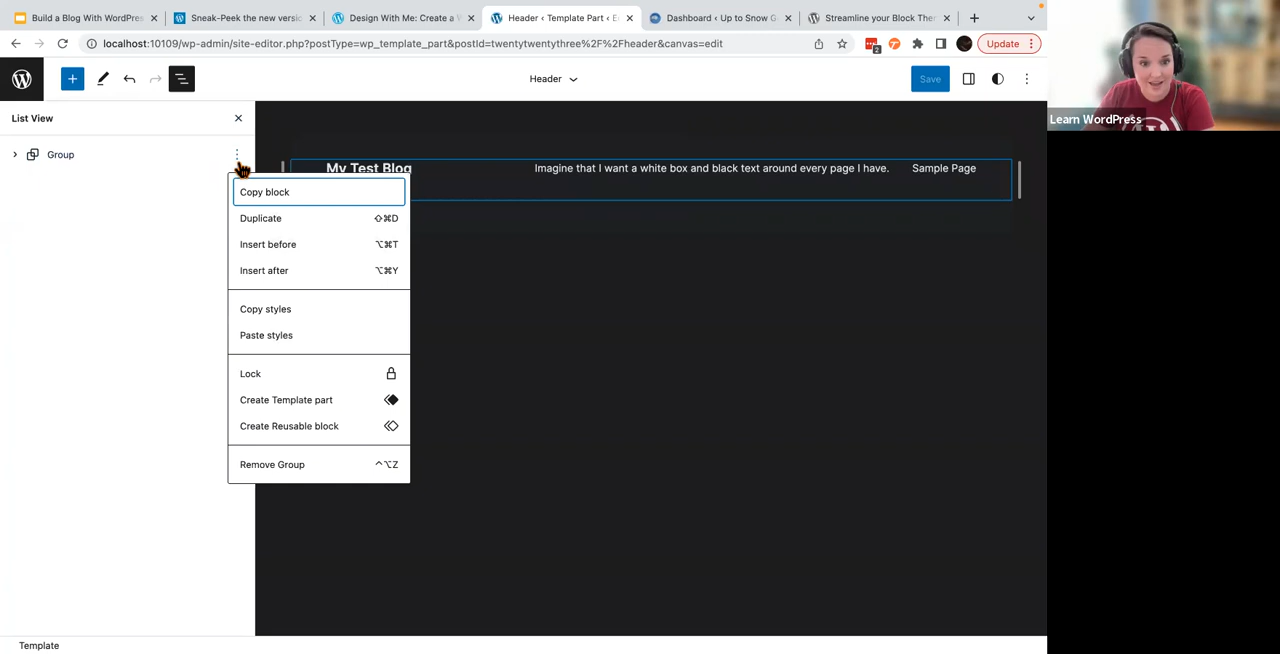 Build a Blog With WordPres
Sneak-Peek the new versio
Design With Me: Create a W
Header ‹ Template Part ‹ E
Dashboard ‹ Up to Snow G
Streamline your Block Ther
localhost:10109/wp-admin/site-editor.php?postType=wp_template_part&postId=twentytwentythree%2F%2Fheader&canvas=edit
2
Update
Header
Save
Learn WordPress
List View
Group
My Test Blog
Imagine that I want a white box and black text around every page I have.
Sample Page
Copy block
Duplicate ⇧⌘D
Insert before ⌥⌘T
Insert after ⌥⌘Y
Copy styles
Paste styles
Lock
Create Template part
Create Reusable block
Remove Group ^⌥Z
Template